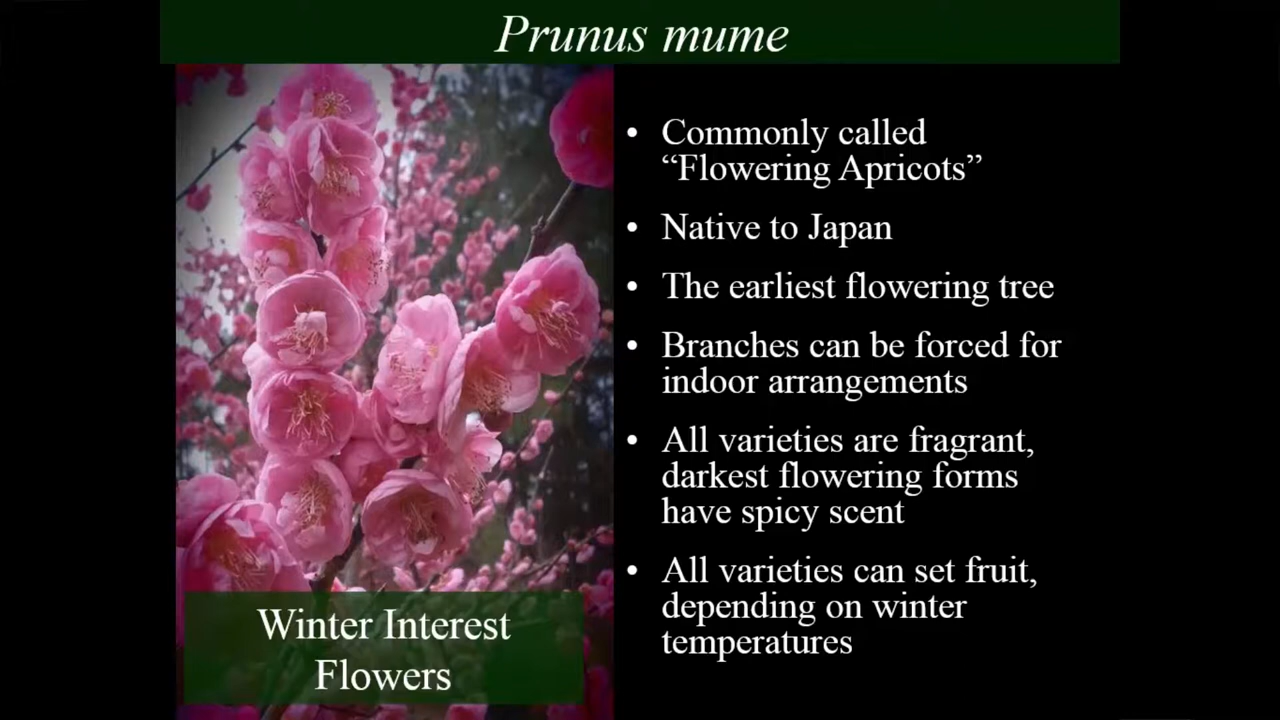 Prunus mume
• Commonly called
“Flowering Apricots”
• Native to Japan
• The earliest flowering tree
• Branches can be forced for
indoor arrangements
• All varieties are fragrant,
darkest flowering forms
have spicy scent
• All varieties can set fruit,
depending on winter
temperatures
Winter Interest
Flowers